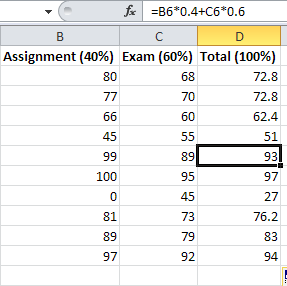 fx =B6*0.4+C6*0.6
B C D
Assignment (40%) Exam (60%) Total (100%)
80 68 72.8
77 70 72.8
66 60 62.4
45 55 51
99 89 93
100 95 97
0 45 27
81 73 76.2
89 79 83
97 92 94